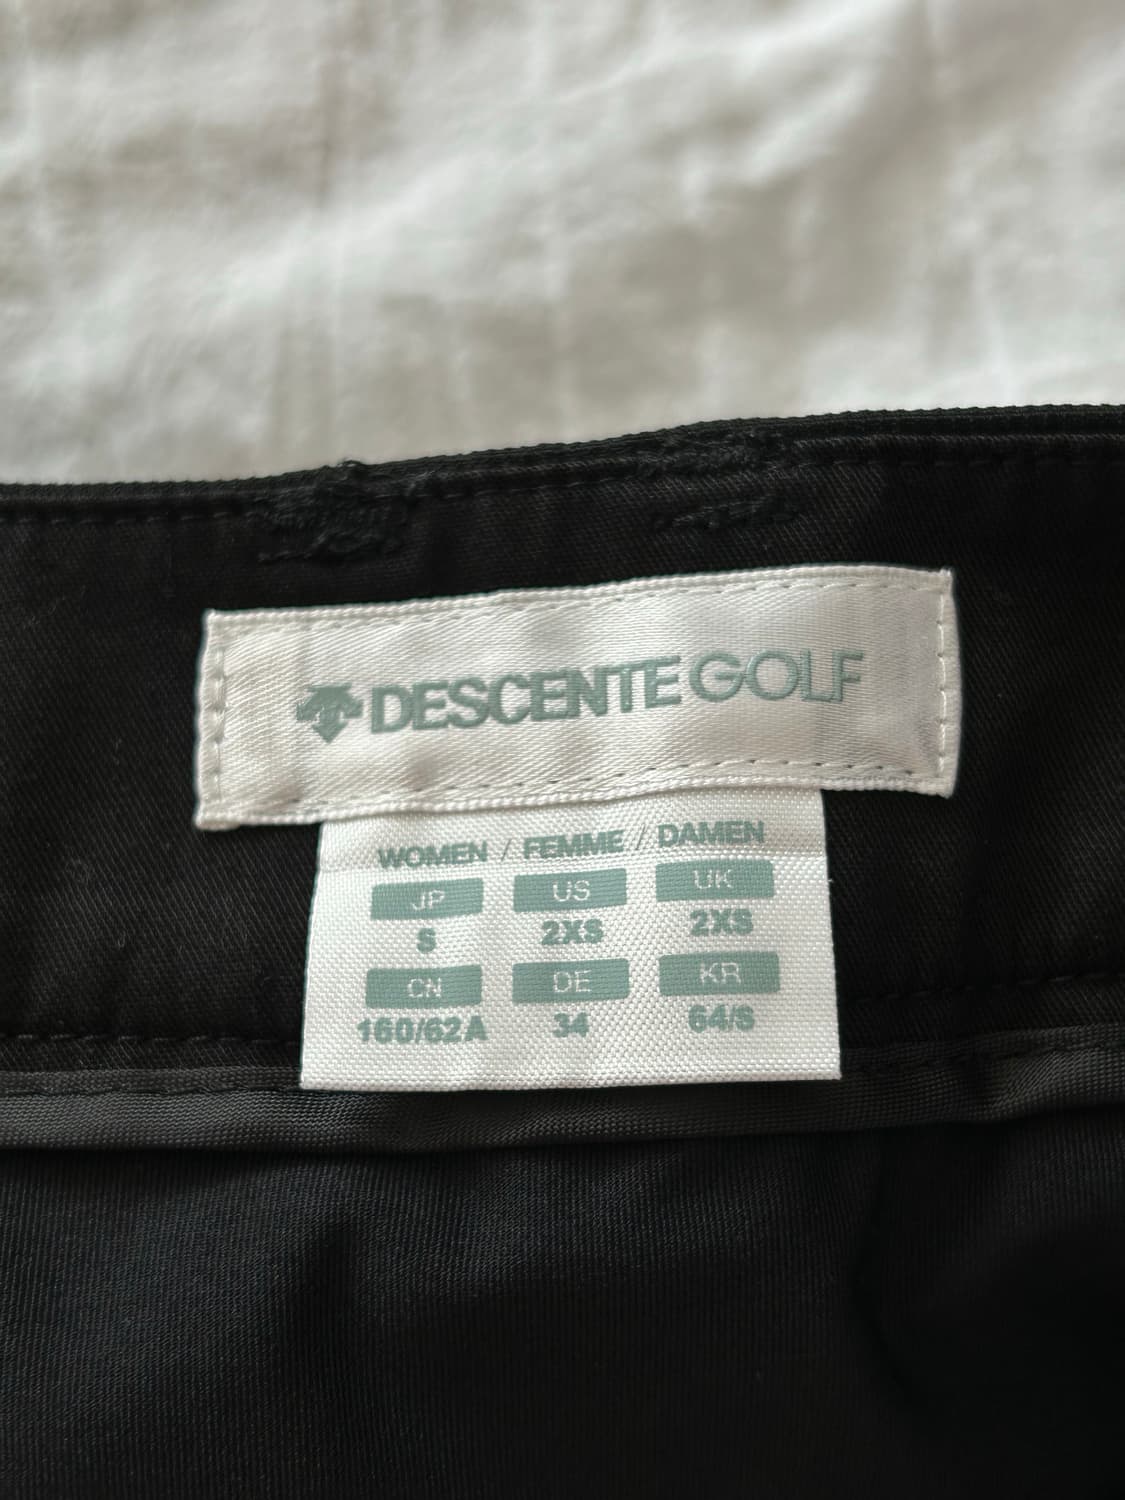 DESCENTE GOLF
WOMEN / FEMME / DAMEN
JP US UK
S 2XS 2XS
CN DE KR
160/62A 34 64/S